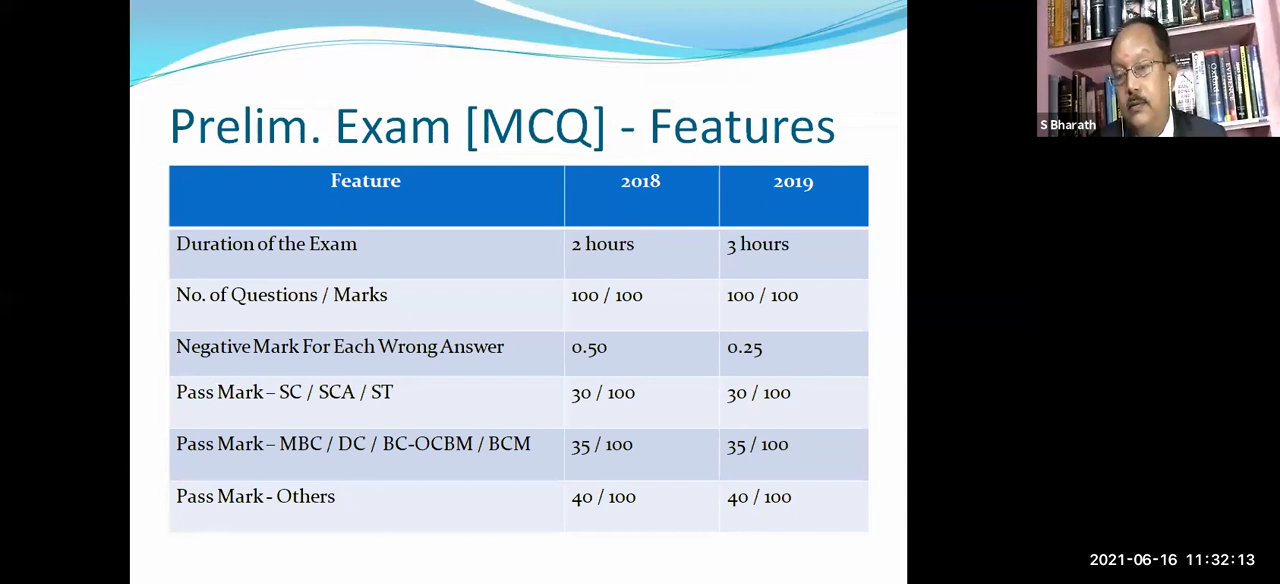 Prelim. Exam [MCQ] - Features
Feature 2018 2019
Duration of the Exam 2 hours 3 hours
No. of Questions / Marks 100 / 100 100 / 100
Negative Mark For Each Wrong Answer 0.50 0.25
Pass Mark – SC / SCA / ST 30 / 100 30 / 100
Pass Mark – MBC / DC / BC-OCBM / BCM 35 / 100 35 / 100
Pass Mark - Others 40 / 100 40 / 100
S Bharath
2021-06-16 11:32:13